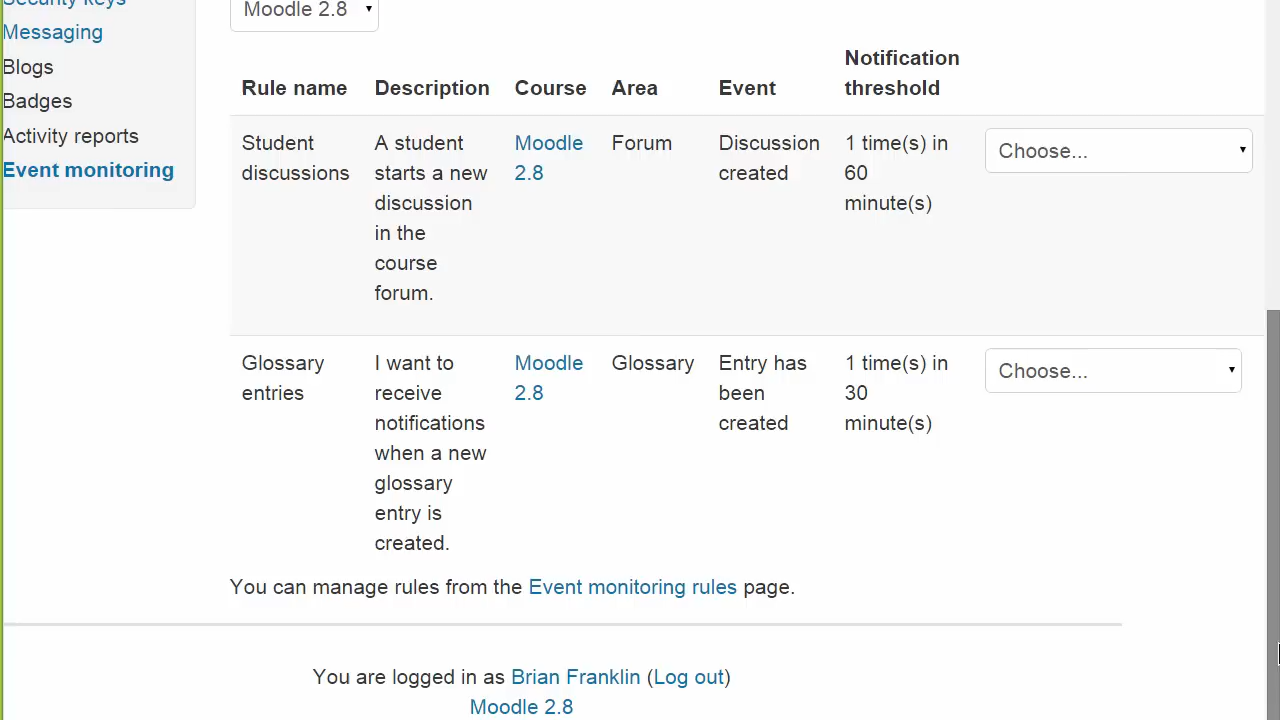 Security keys
Messaging
Blogs
Badges
Activity reports
Event monitoring
Moodle 2.8
Rule name Description Course Area Event Notification threshold
Student discussions
A student starts a new discussion in the course forum.
Moodle 2.8
Forum
Discussion created
1 time(s) in 60 minute(s)
Choose...
Glossary entries
I want to receive notifications when a new glossary entry is created.
Moodle 2.8
Glossary
Entry has been created
1 time(s) in 30 minute(s)
Choose...
You can manage rules from the Event monitoring rules page.
You are logged in as Brian Franklin (Log out)
Moodle 2.8